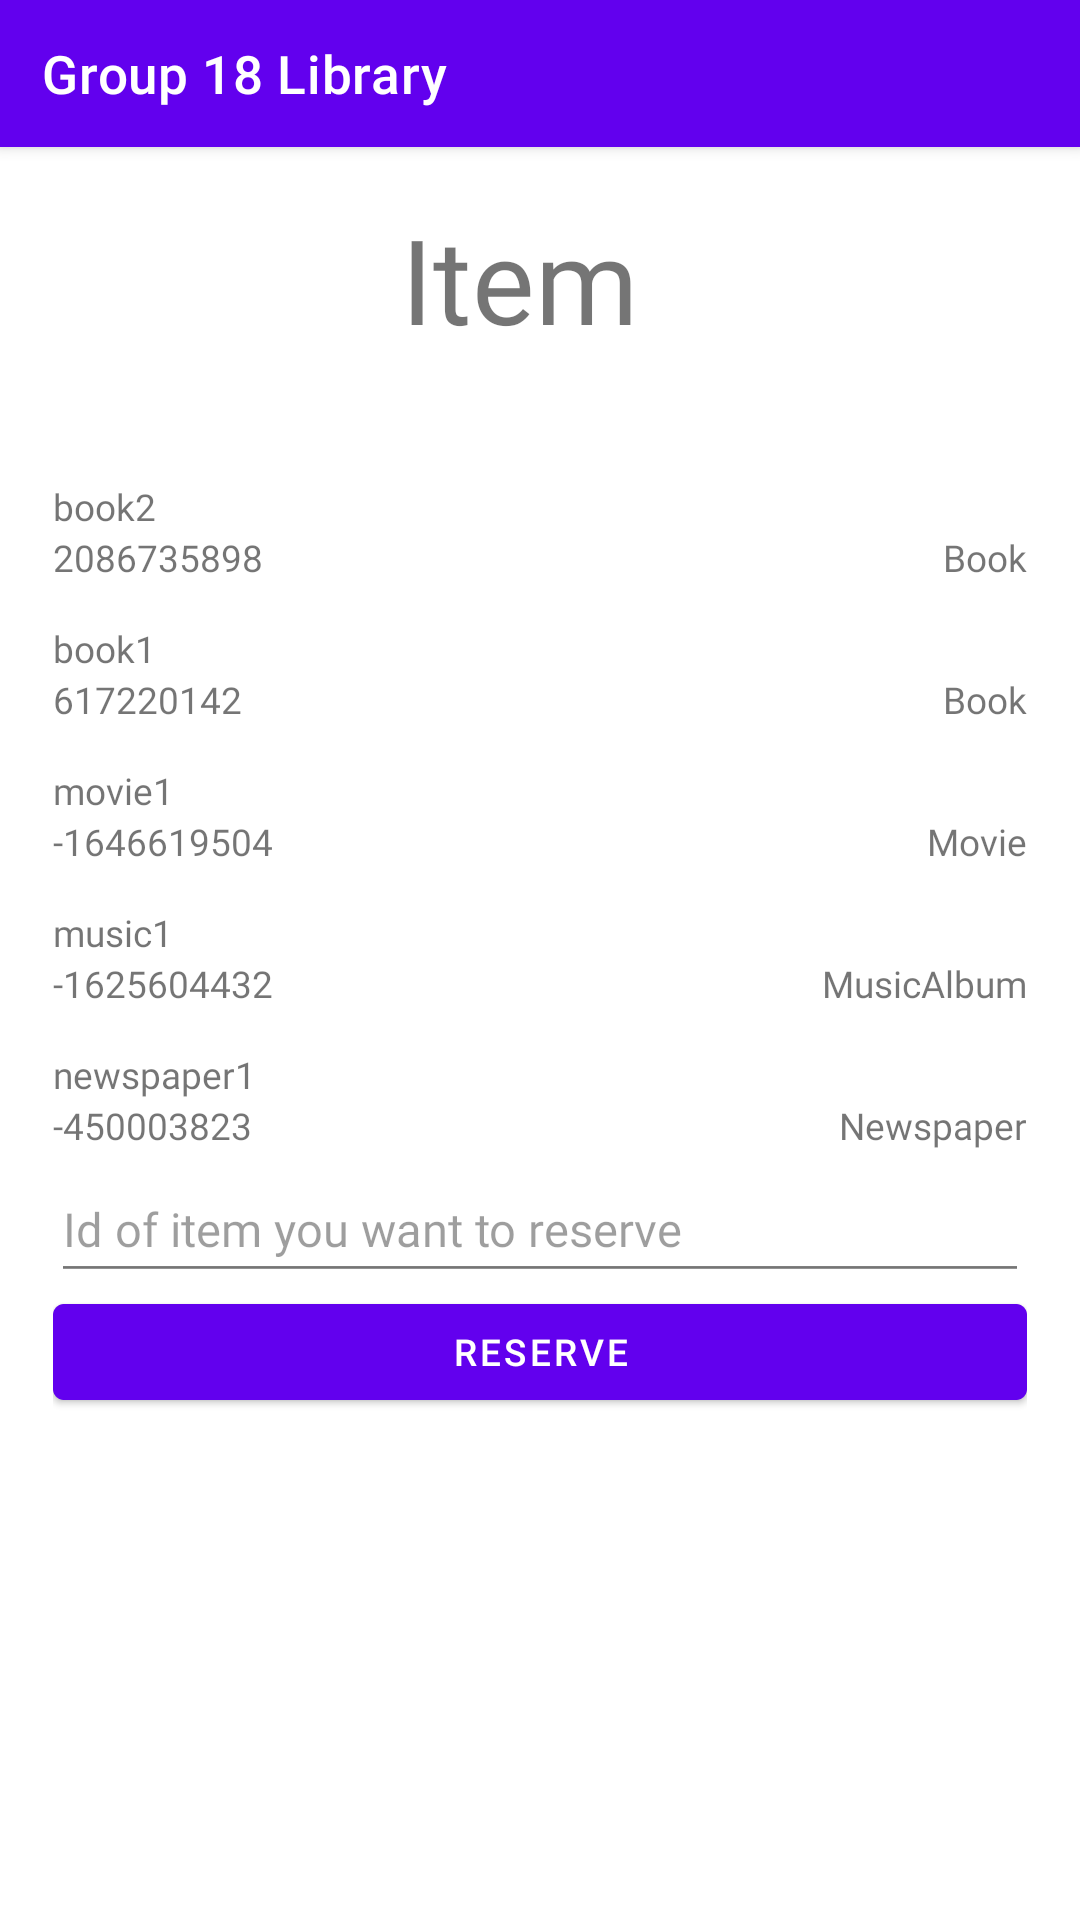 Group 18 Library
Item
book2
2086735898 Book
book1
617220142 Book
movie1
-1646619504 Movie
music1
-1625604432 MusicAlbum
newspaper1
-450003823 Newspaper
Id of item you want to reserve
RESERVE